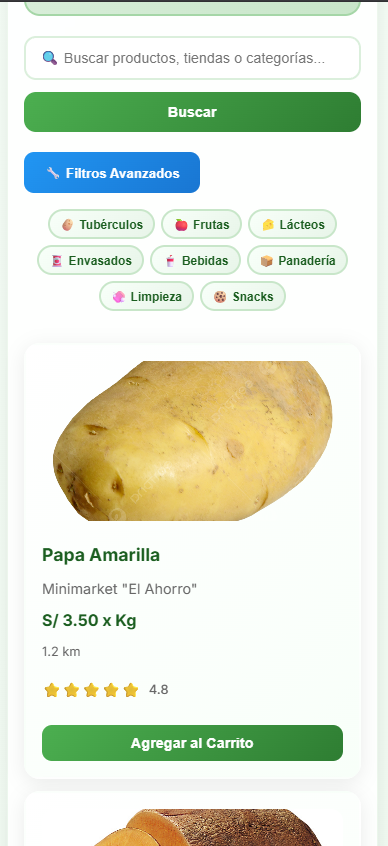 Buscar productos, tiendas o categorías...
Buscar
Filtros Avanzados
Tubérculos Frutas Lácteos
Envasados Bebidas Panadería
Limpieza Snacks
Papa Amarilla
Minimarket "El Ahorro"
S/ 3.50 x Kg
1.2 km
4.8
Agregar al Carrito